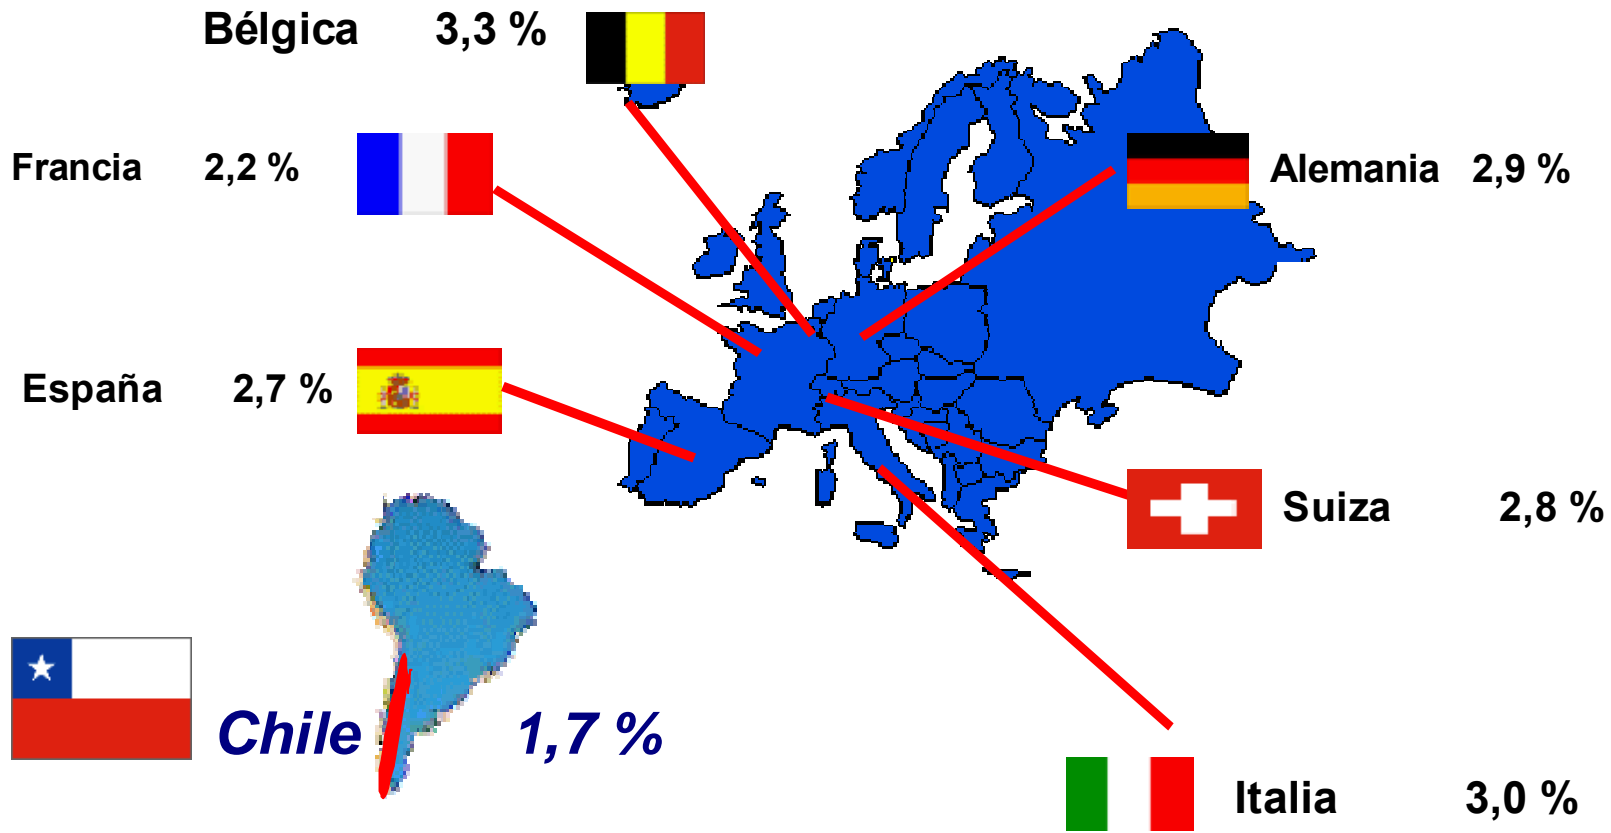 Bélgica 3,3 %
Francia 2,2 %
Alemania 2,9 %
España 2,7 %
Suiza 2,8 %
Chile 1,7 %
Italia 3,0 %